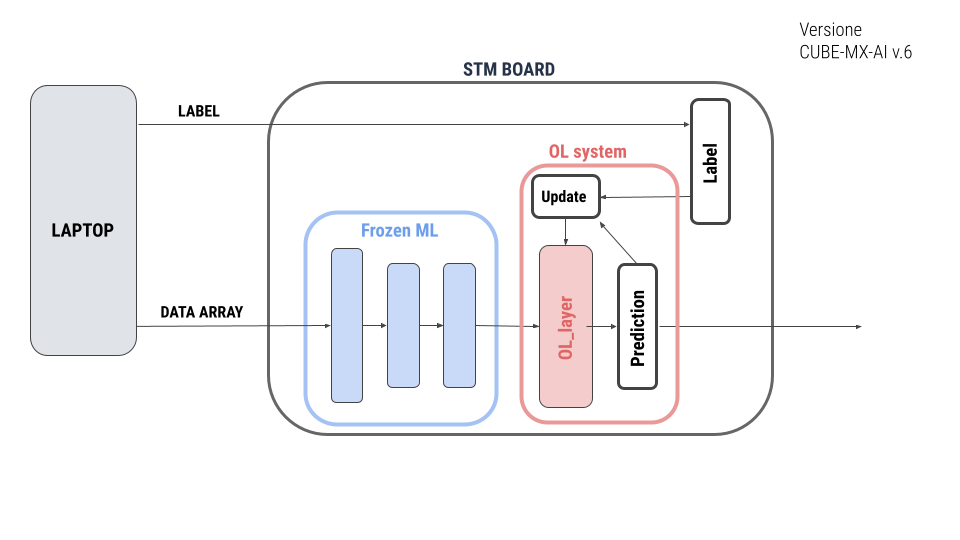 Versione
CUBE-MX-AI v.6
STM BOARD
LABEL
Label
OL system
Update
LAPTOP
Frozen ML
DATA ARRAY
OL_layer
Prediction